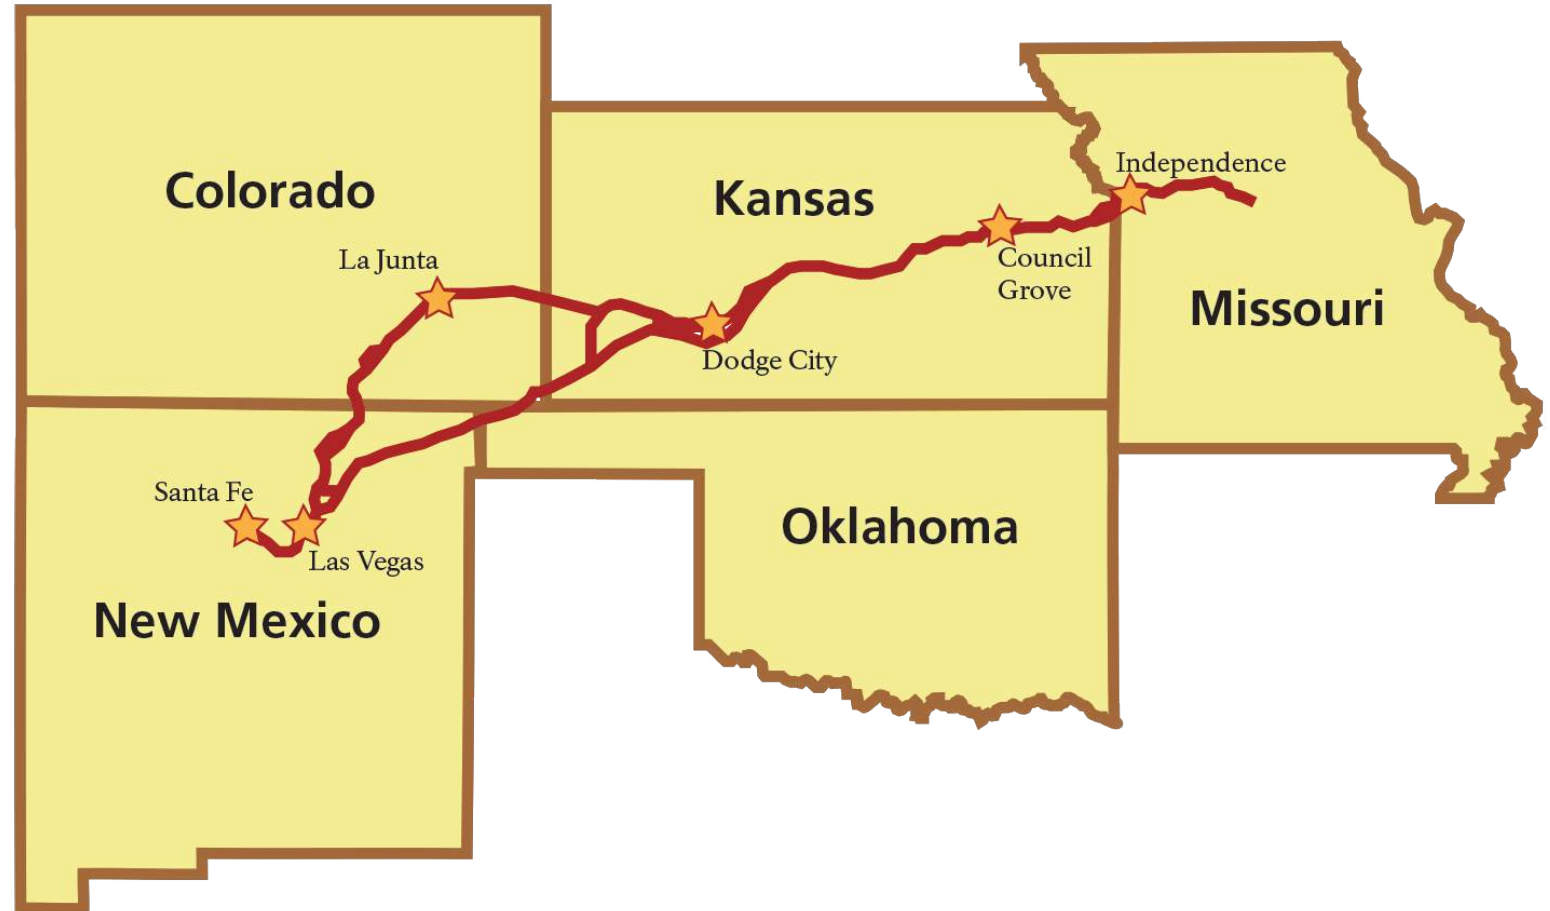 Independence
Colorado
Kansas
La Junta
Council
Grove
Missouri
Dodge City
Santa Fe
Oklahoma
Las Vegas
New Mexico